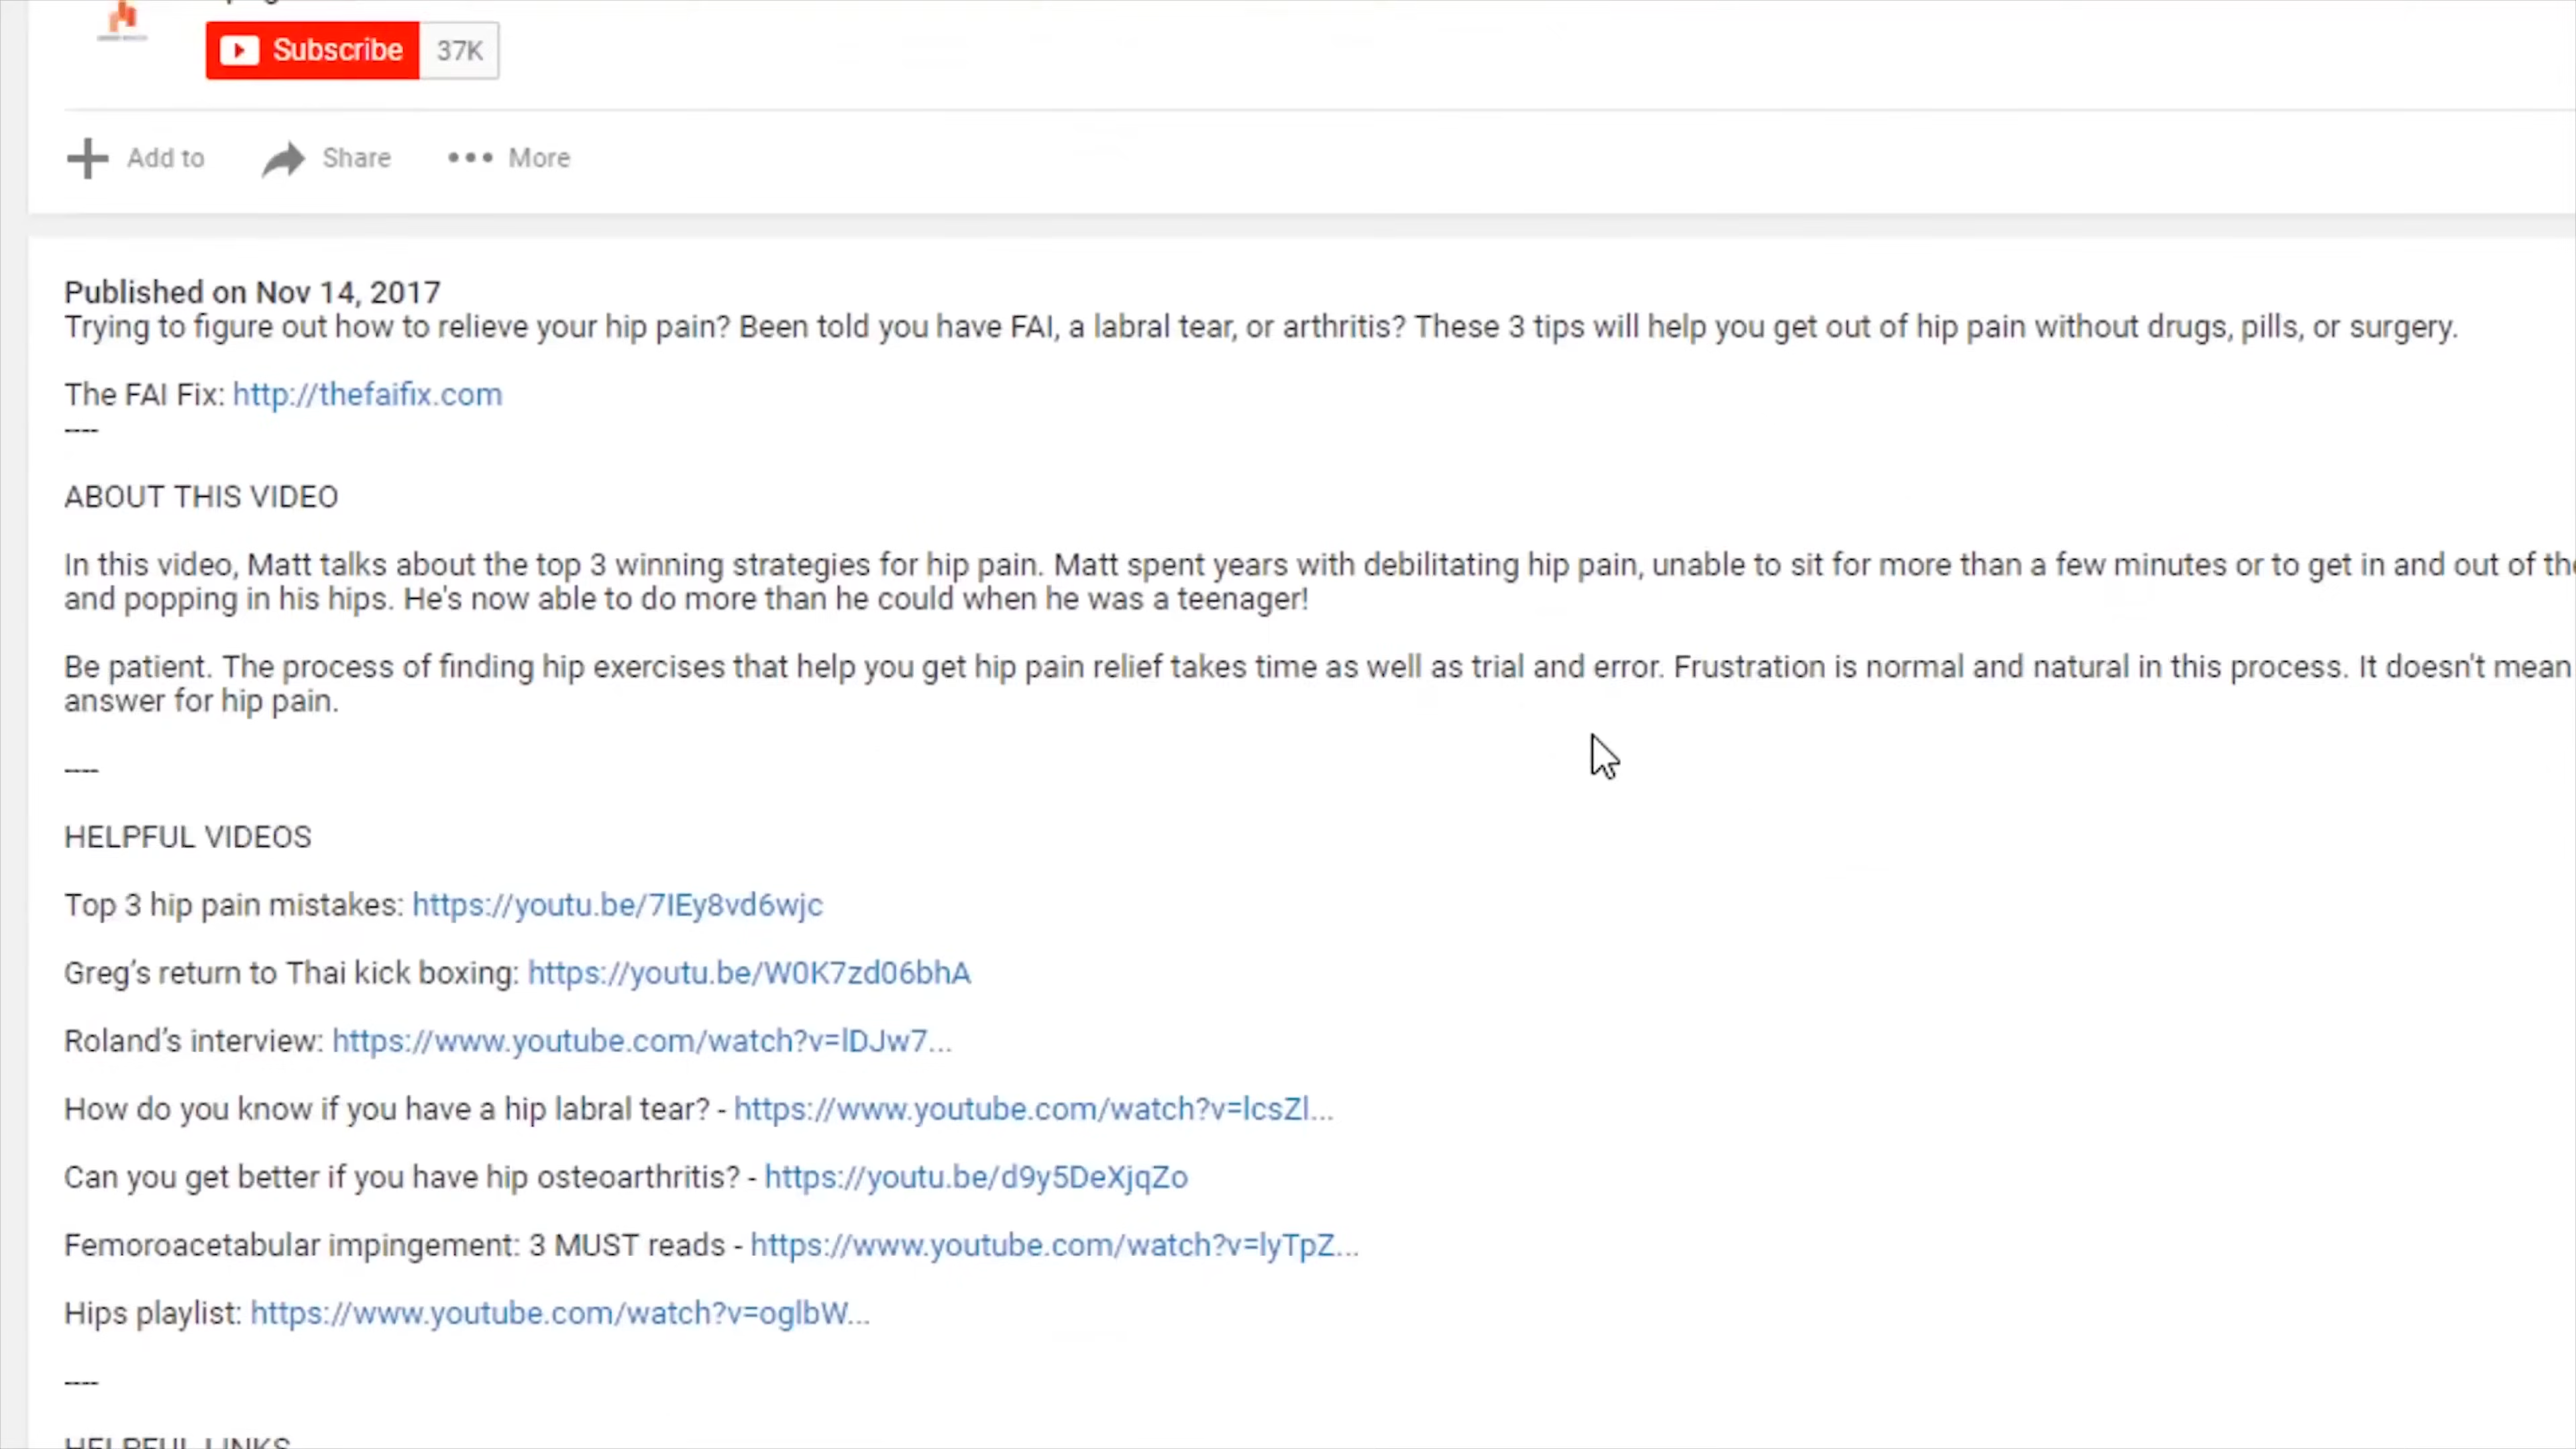 Subscribe 37K
Add to Share More
Published on Nov 14, 2017
Trying to figure out how to relieve your hip pain? Been told you have FAI, a labral tear, or arthritis? These 3 tips will help you get out of hip pain without drugs, pills, or surgery.
The FAI Fix: http://thefaifix.com
----
ABOUT THIS VIDEO
In this video, Matt talks about the top 3 winning strategies for hip pain. Matt spent years with debilitating hip pain, unable to sit for more than a few minutes or to get in and out of
and popping in his hips. He's now able to do more than he could when he was a teenager!
Be patient. The process of finding hip exercises that help you get hip pain relief takes time as well as trial and error. Frustration is normal and natural in this process. It doesn't mean
answer for hip pain.
----
HELPFUL VIDEOS
Top 3 hip pain mistakes: https://youtu.be/7IEy8vd6wjc
Greg’s return to Thai kick boxing: https://youtu.be/W0K7zd06bhA
Roland’s interview: https://www.youtube.com/watch?v=lDJw7...
How do you know if you have a hip labral tear? - https://www.youtube.com/watch?v=lcsZl...
Can you get better if you have hip osteoarthritis? - https://youtu.be/d9y5DeXjqZo
Femoroacetabular impingement: 3 MUST reads - https://www.youtube.com/watch?v=lyTpZ...
Hips playlist: https://www.youtube.com/watch?v=oglbW...
----
HELPFUL LINKS